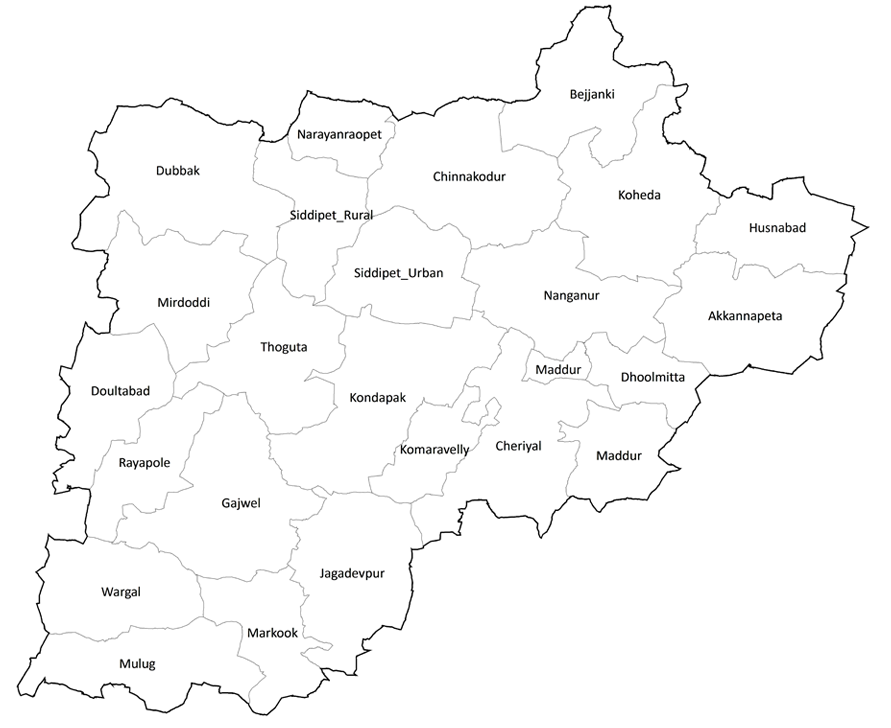 Bejjanki
Narayanraopet
Dubbak
Chinnakodur
Koheda
Siddipet_Rural
Husnabad
Siddipet_Urban
Mirdoddi
Nanganur
Akkannapeta
Thoguta
Maddur
Dhoolmitta
Doultabad
Kondapak
Komaravelly
Cheriyal
Maddur
Rayapole
Gajwel
Jagadevpur
Wargal
Markook
Mulug